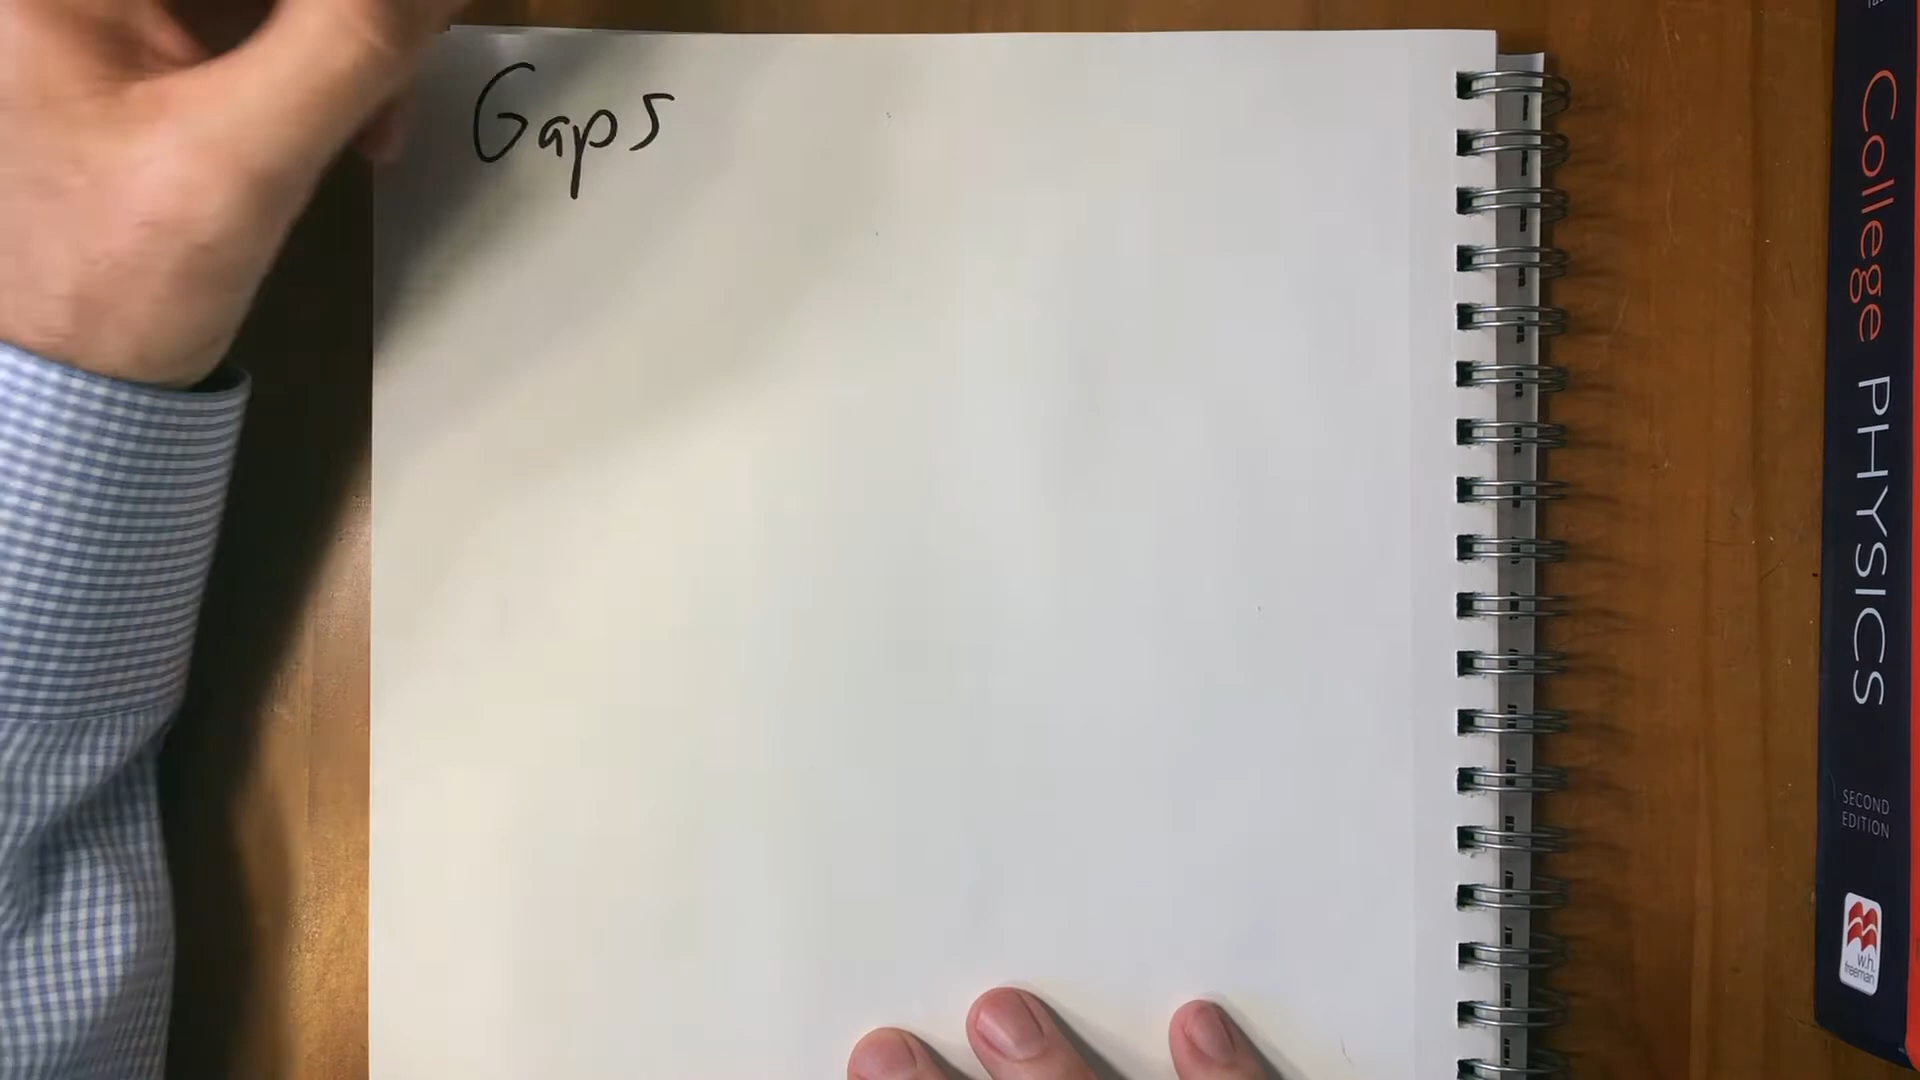 Gaps
College PHYSICS
SECOND
EDITION
w.h.
freeman